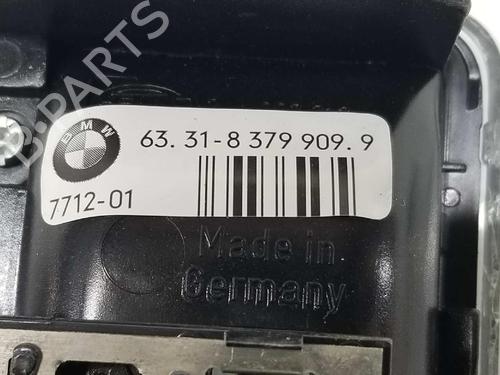 B-PARTS
BMW
63.31-8 379 909.9
7712-01
Made in
Germany